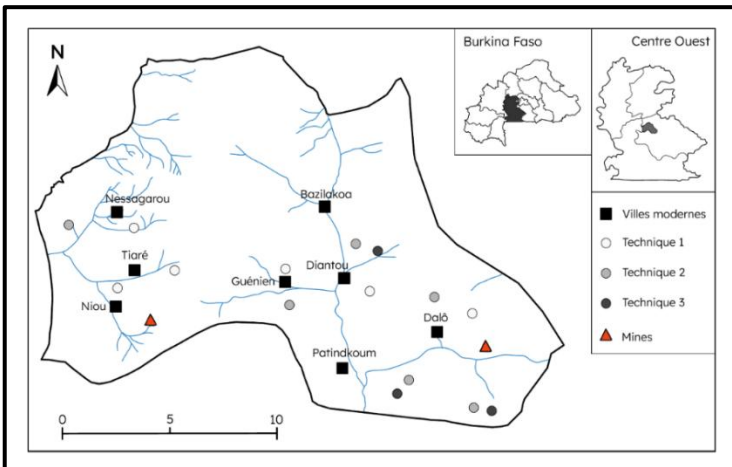 N
Burkina Faso
Centre Ouest
Nessagarou
Bazilakoa
Tiaré
Guénien
Diantou
Niou
Dalô
Patindkoum
Villes modernes
Technique 1
Technique 2
Technique 3
Mines
0 5 10